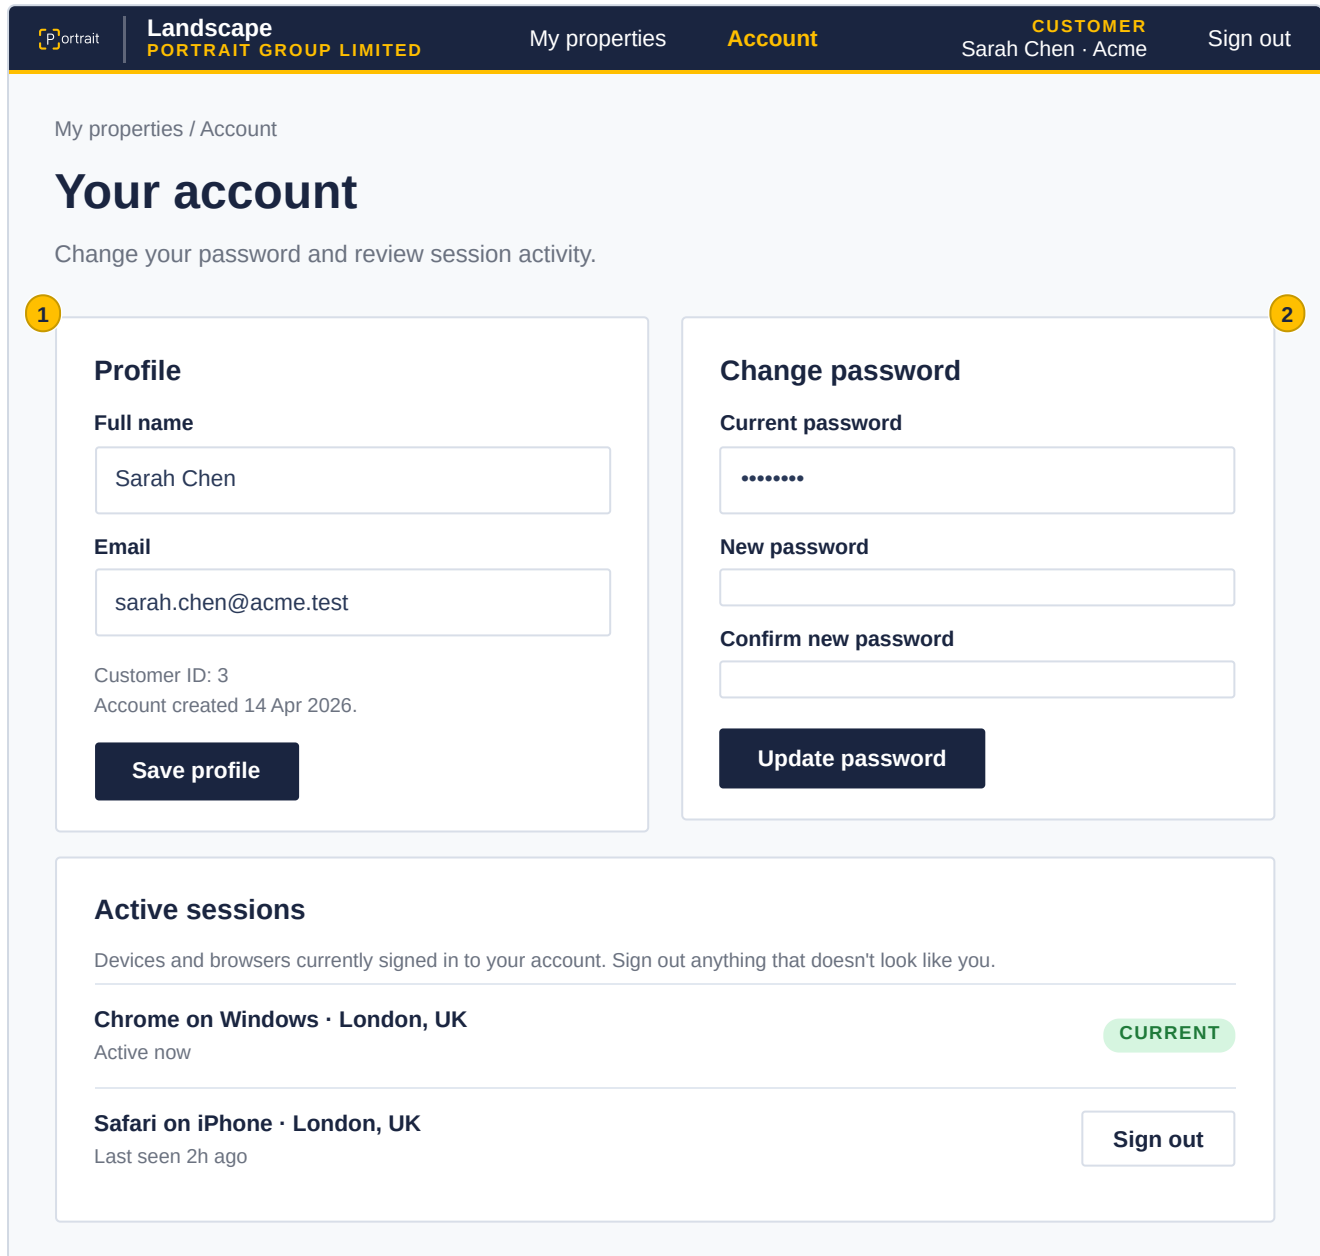 [P]ortrait
Landscape
PORTRAIT GROUP LIMITED
My properties
Account
CUSTOMER
Sarah Chen · Acme
Sign out
My properties / Account
Your account
Change your password and review session activity.
1
2
Profile
Full name
Sarah Chen
Email
sarah.chen@acme.test
Customer ID: 3
Account created 14 Apr 2026.
Save profile
Change password
Current password
••••••••
New password
Confirm new password
Update password
Active sessions
Devices and browsers currently signed in to your account. Sign out anything that doesn't look like you.
Chrome on Windows · London, UK
Active now
CURRENT
Safari on iPhone · London, UK
Last seen 2h ago
Sign out